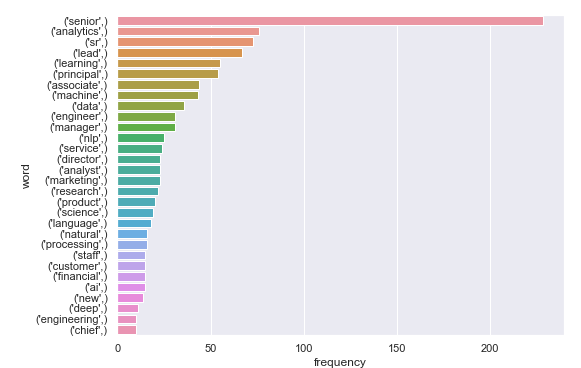 ('senior',)
('analytics',)
('sr',)
('lead',)
('learning',)
('principal',)
('associate',)
('machine',)
('data',)
('engineer',)
('manager',)
('nlp',)
('service',)
('director',)
('analyst',)
('marketing',)
('research',)
('product',)
('science',)
('language',)
('natural',)
('processing',)
('staff',)
('customer',)
('financial',)
('ai',)
('new',)
('deep',)
('engineering',)
('chief',)
word
0 50 100 150 200
frequency